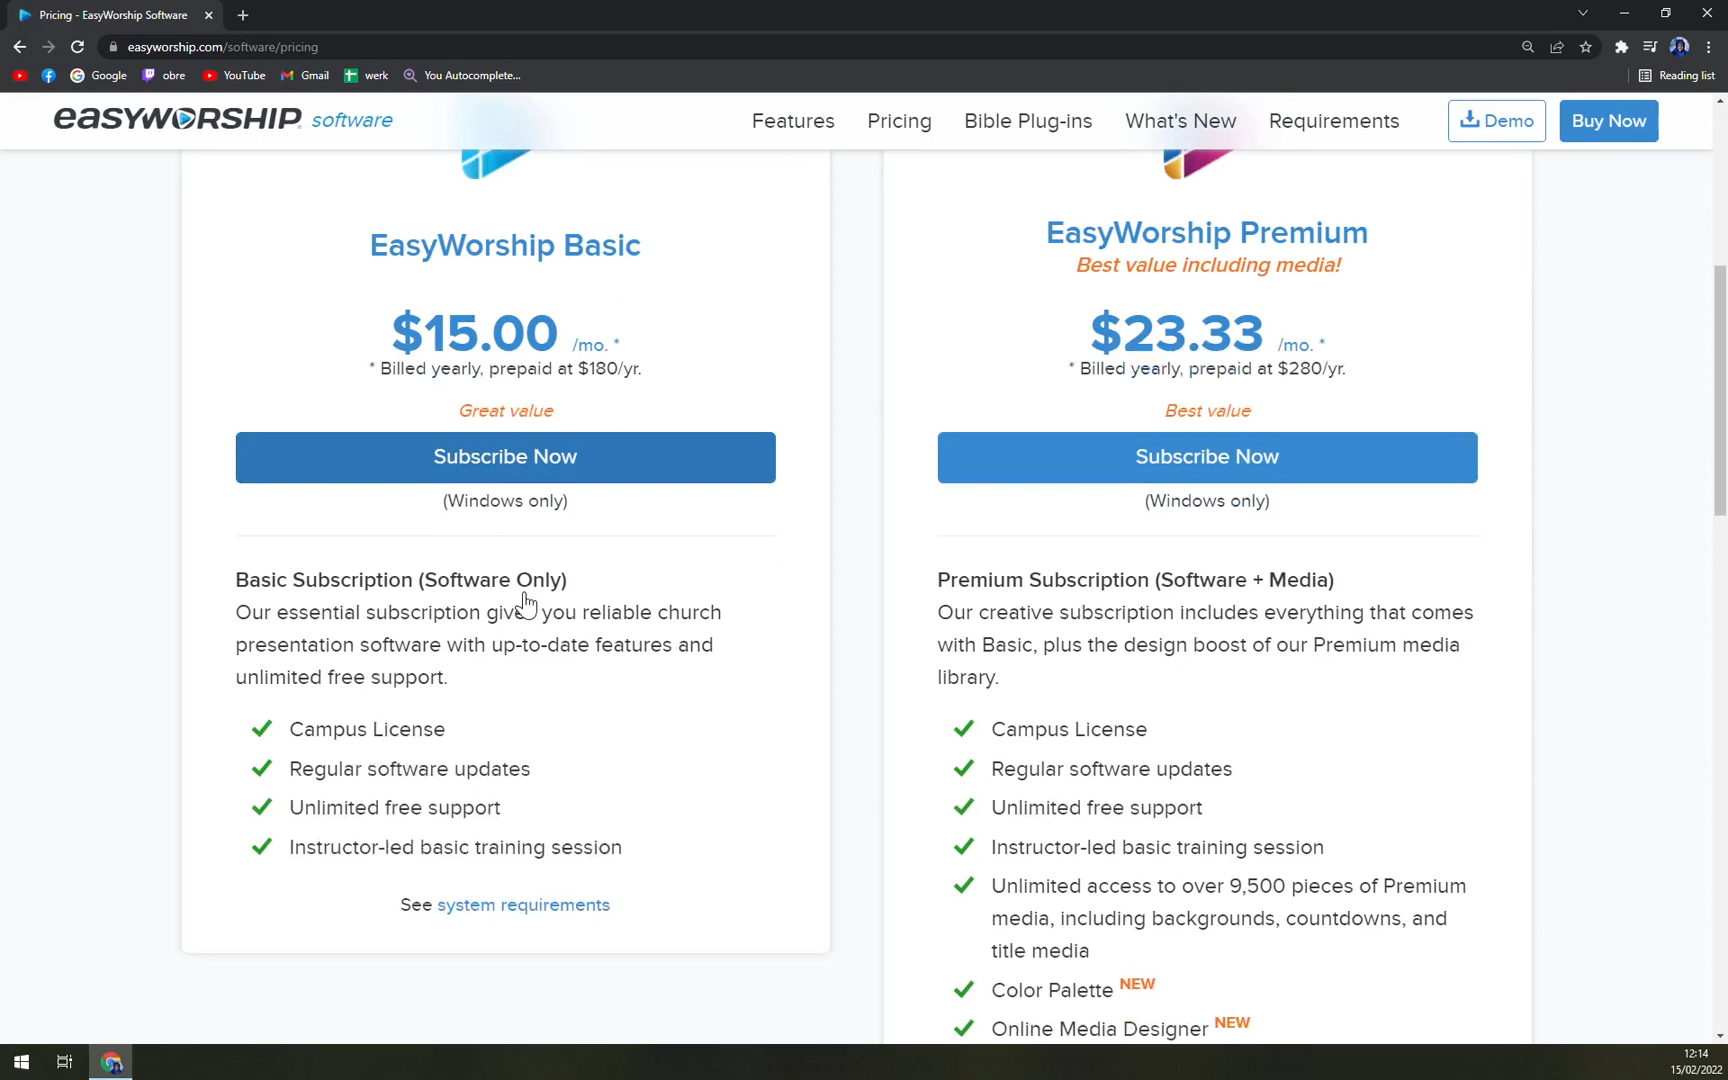 Pricing - EasyWorship Software
easyworship.com/software/pricing
Google
obre
YouTube
Gmail
werk
You Autocomplete...
Reading list
easyWORSHIP software
Features
Pricing
Bible Plug-ins
What's New
Requirements
Demo
Buy Now
EasyWorship Basic
$15.00 /mo. *
* Billed yearly, prepaid at $180/yr.
Great value
Subscribe Now
(Windows only)
Basic Subscription (Software Only)
Our essential subscription gives you reliable church
presentation software with up-to-date features and
unlimited free support.
Campus License
Regular software updates
Unlimited free support
Instructor-led basic training session
See system requirements
EasyWorship Premium
Best value including media!
$23.33 /mo. *
* Billed yearly, prepaid at $280/yr.
Best value
Subscribe Now
(Windows only)
Premium Subscription (Software + Media)
Our creative subscription includes everything that comes
with Basic, plus the design boost of our Premium media
library.
Campus License
Regular software updates
Unlimited free support
Instructor-led basic training session
Unlimited access to over 9,500 pieces of Premium
media, including backgrounds, countdowns, and
title media
Color Palette NEW
Online Media Designer NEW
12:14
15/02/2022